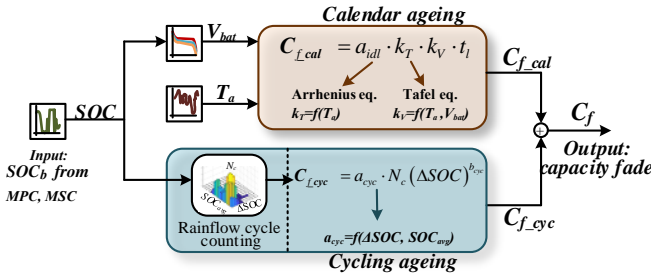 Calendar ageing
V_bat
C_f_cal = a_idl · k_T · k_V · t_l
C_f_cal
Arrhenius eq.
Tafel eq.
T_a
k_T=f(T_a)
k_V=f(T_a ,V_bat)
SOC
C_f
Input:
SOC_b from
MPC, MSC
Output:
capacity fade
N_c
SOC_avg
ΔSOC
C_f_cyc = a_cyc · N_c (ΔSOC)^b_cyc
C_f_cyc
Rainflow cycle
counting
a_cyc=f(ΔSOC, SOC_avg)
Cycling ageing